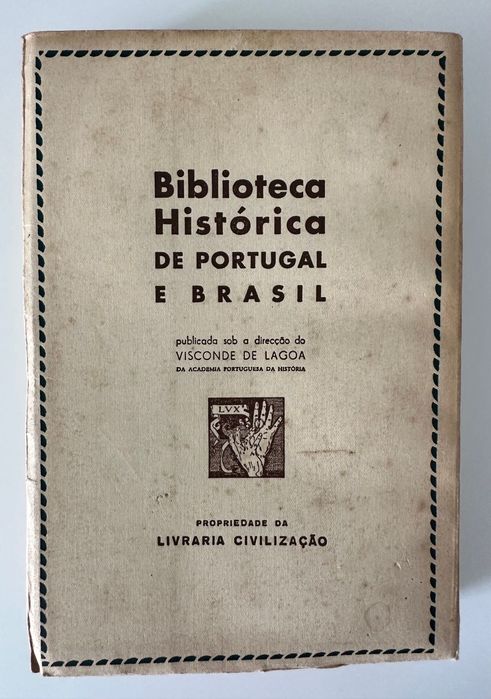 Biblioteca
Histórica
DE PORTUGAL
E BRASIL
publicada sob a direcção do
VISCONDE DE LAGOA
DA ACADEMIA PORTUGUESA DA HISTÓRIA
LVX
PROPRIEDADE DA
LIVRARIA CIVILIZAÇÃO